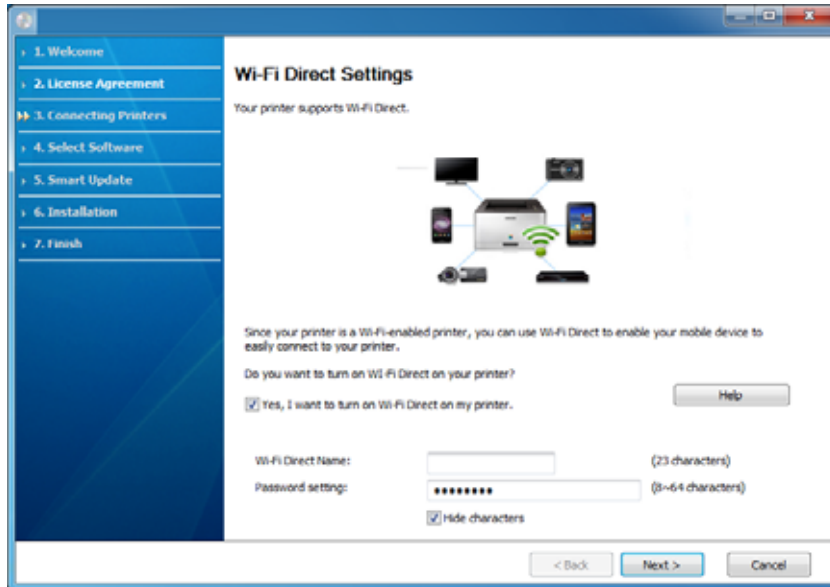 1. Welcome
2. License Agreement
3. Connecting Printers
4. Select Software
5. Smart Update
6. Installation
7. Finish
Wi-Fi Direct Settings
Your printer supports Wi-Fi Direct.
Since your printer is a Wi-Fi-enabled printer, you can use Wi-Fi Direct to enable your mobile device to
easily connect to your printer.
Do you want to turn on WI-Fi Direct on your printer?
Yes, I want to turn on Wi-Fi Direct on my printer.
Help
Wi-Fi Direct Name: (23 characters)
Password setting: ●●●●●●●● (8~64 characters)
Hide characters
< Back Next > Cancel